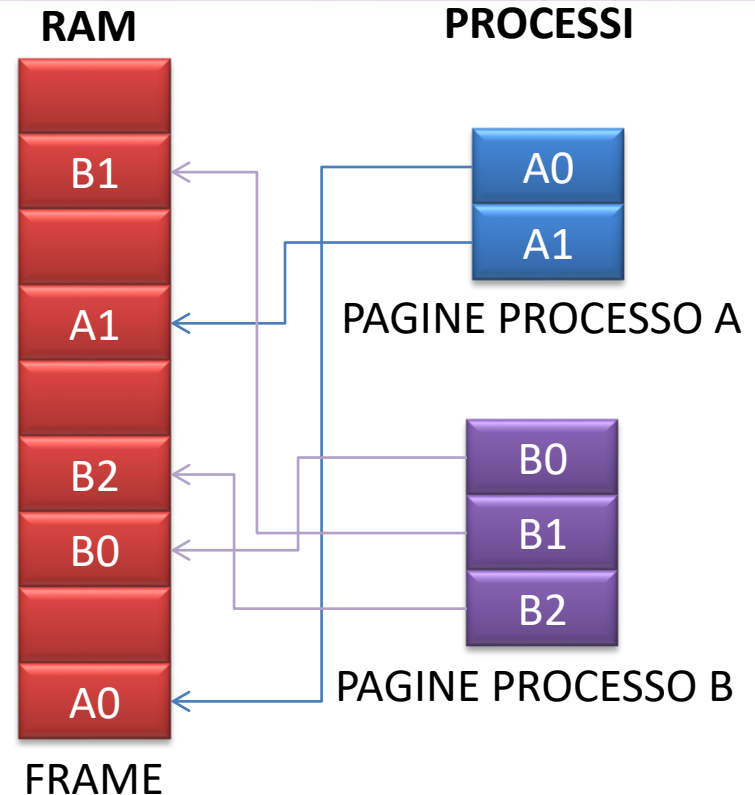 RAM
B1
A1
B2
B0
A0
FRAME
PROCESSI
A0
A1
PAGINE PROCESSO A
B0
B1
B2
PAGINE PROCESSO B